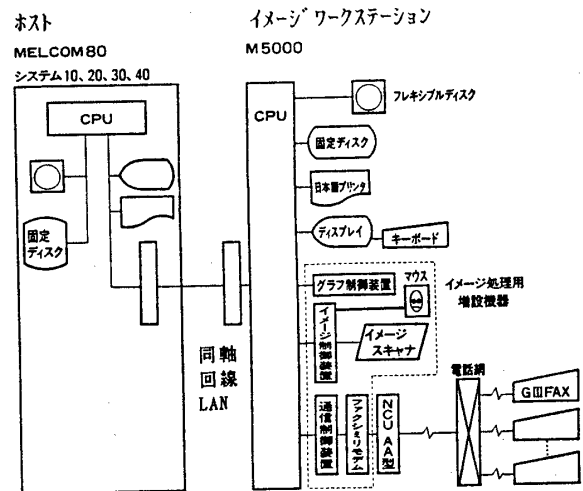 ホスト
MELCOM80
システム10、20、30、40
CPU
固定
ディスク
同軸
回線
LAN
イメージワークステーション
M5000
CPU
フレキシブルディスク
固定ディスク
日本語プリンタ
ディスプレイ
キーボード
グラフ制御装置
マウス
イメージ処理用
増設機器
イメージ制御装置
イメージ
スキャナ
通信制御装置
ファクシミリモデム
NCU AA型
電話網
GⅢFAX